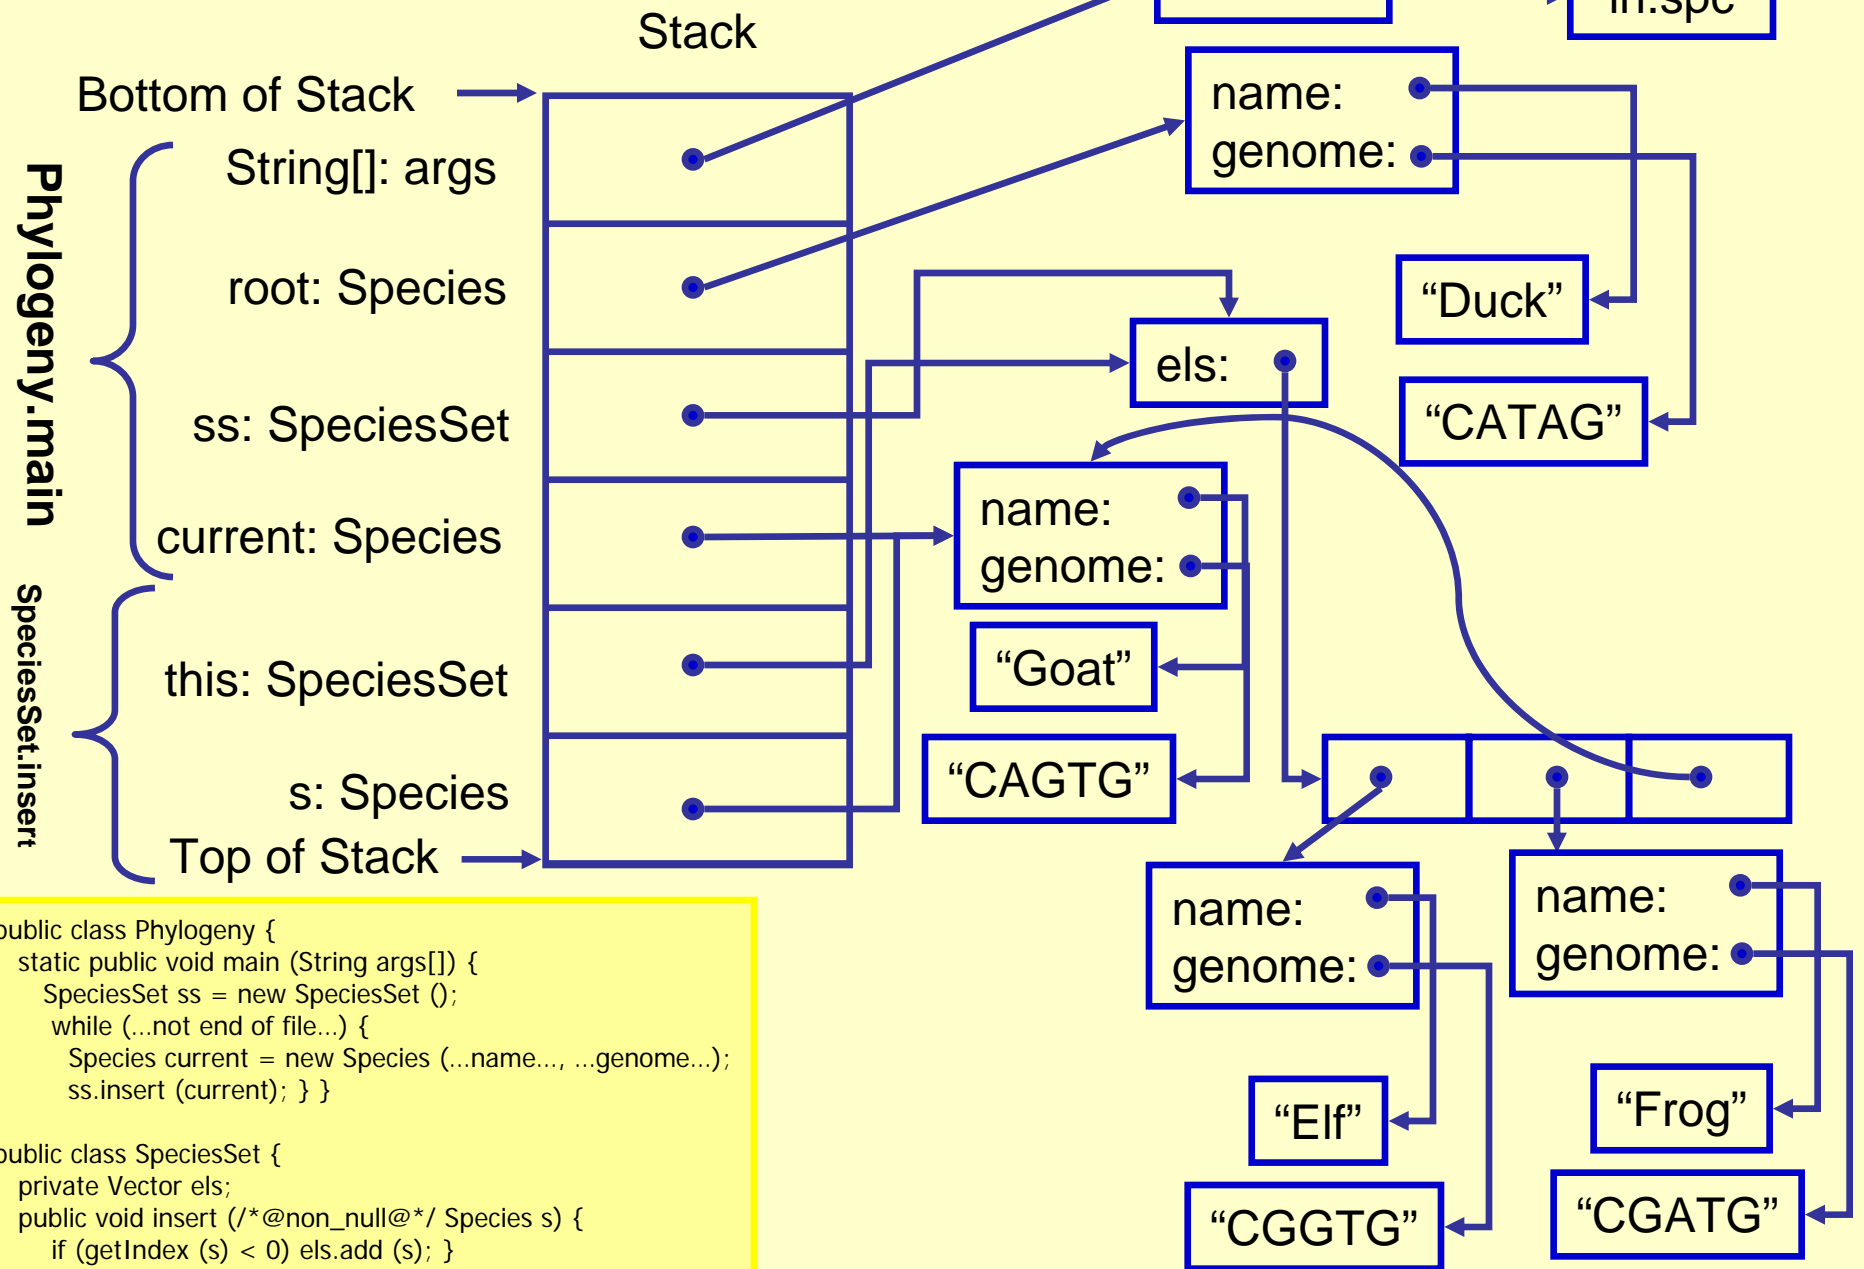 Stack
in.spc
Bottom of Stack
String[]: args
root: Species
ss: SpeciesSet
current: Species
this: SpeciesSet
s: Species
Top of Stack
Phylogeny.main
SpeciesSet.insert
name:
genome:
“Duck”
“CATAG”
els:
name:
genome:
“Goat”
“CAGTG”
name:
genome:
“Elf”
“CGGTG”
name:
genome:
“Frog”
“CGATG”
public class Phylogeny {
static public void main (String args[]) {
SpeciesSet ss = new SpeciesSet ();
while (...not end of file...) {
Species current = new Species (...name..., ...genome...);
ss.insert (current); } }
public class SpeciesSet {
private Vector els;
public void insert (/*@non_null@*/ Species s) {
if (getIndex (s) < 0) els.add (s); }